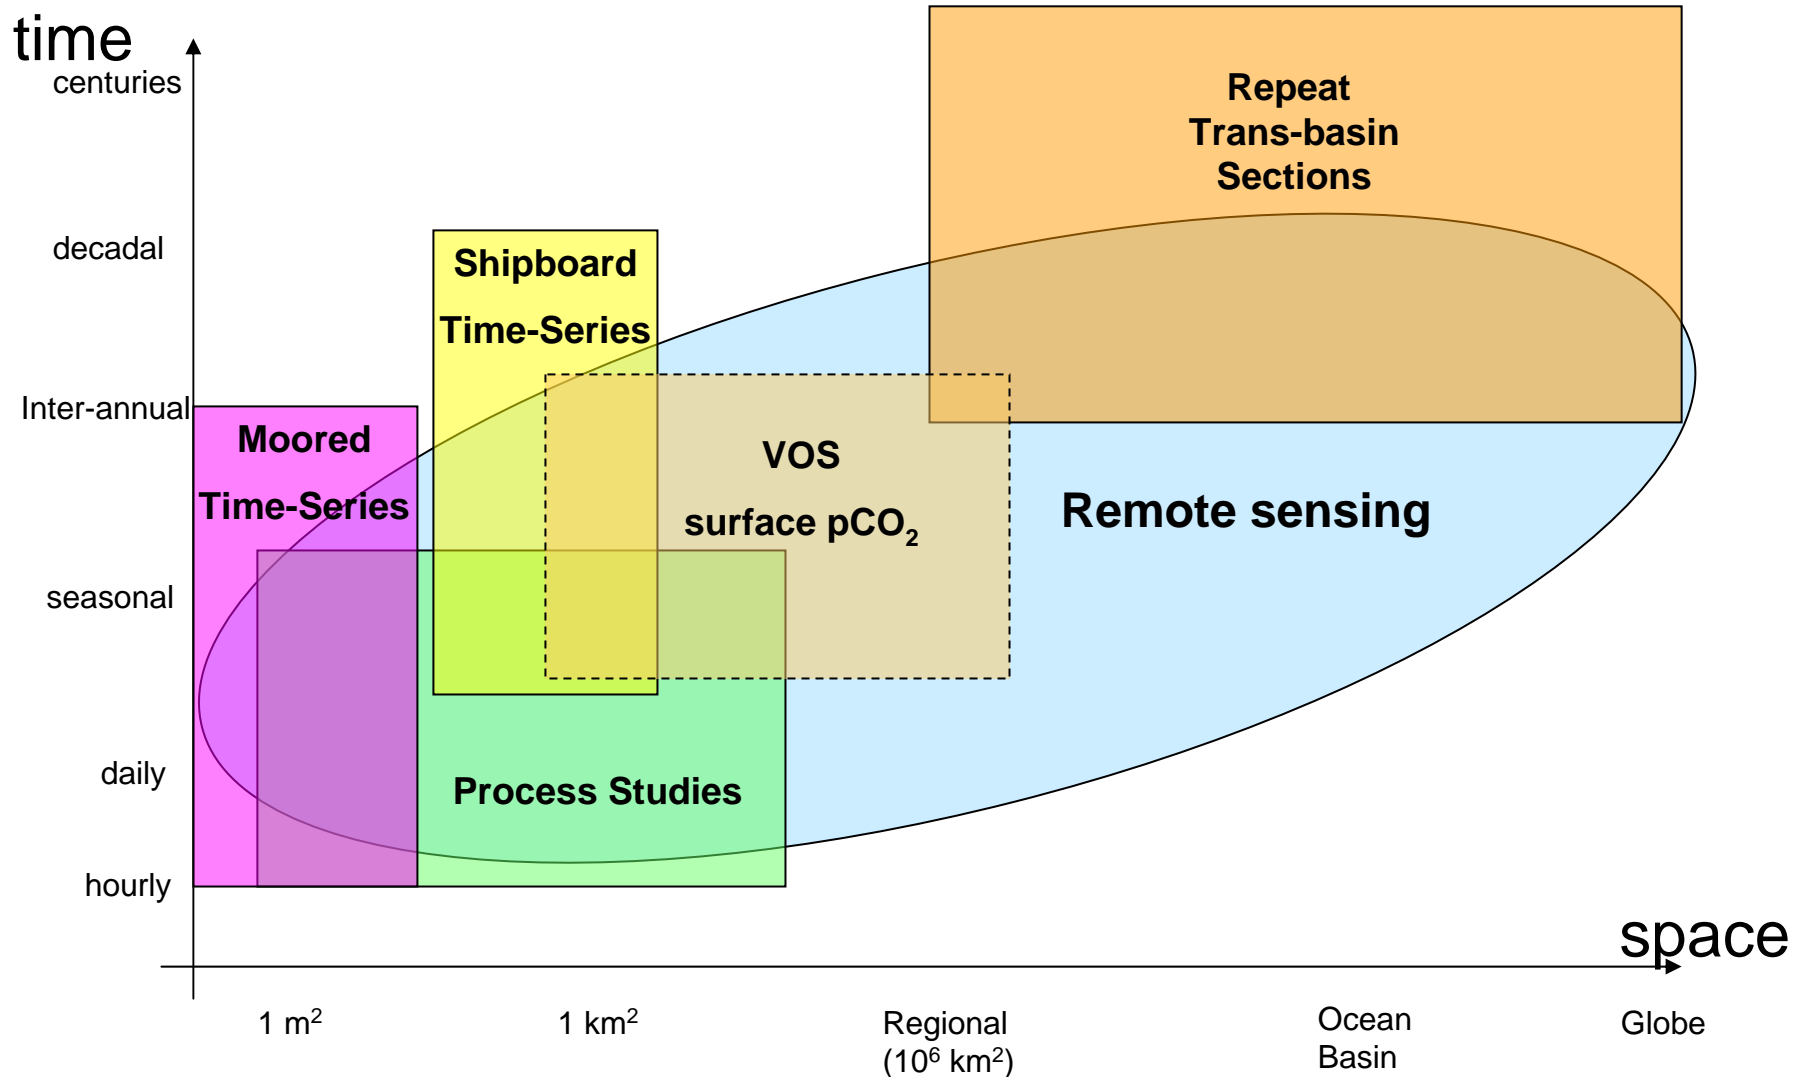 time
centuries
decadal
Inter-annual
seasonal
daily
hourly
Repeat
Trans-basin
Sections
Shipboard
Time-Series
Moored
Time-Series
VOS
surface pCO₂
Remote sensing
Process Studies
space
1 m²
1 km²
Regional
(10⁶ km²)
Ocean
Basin
Globe